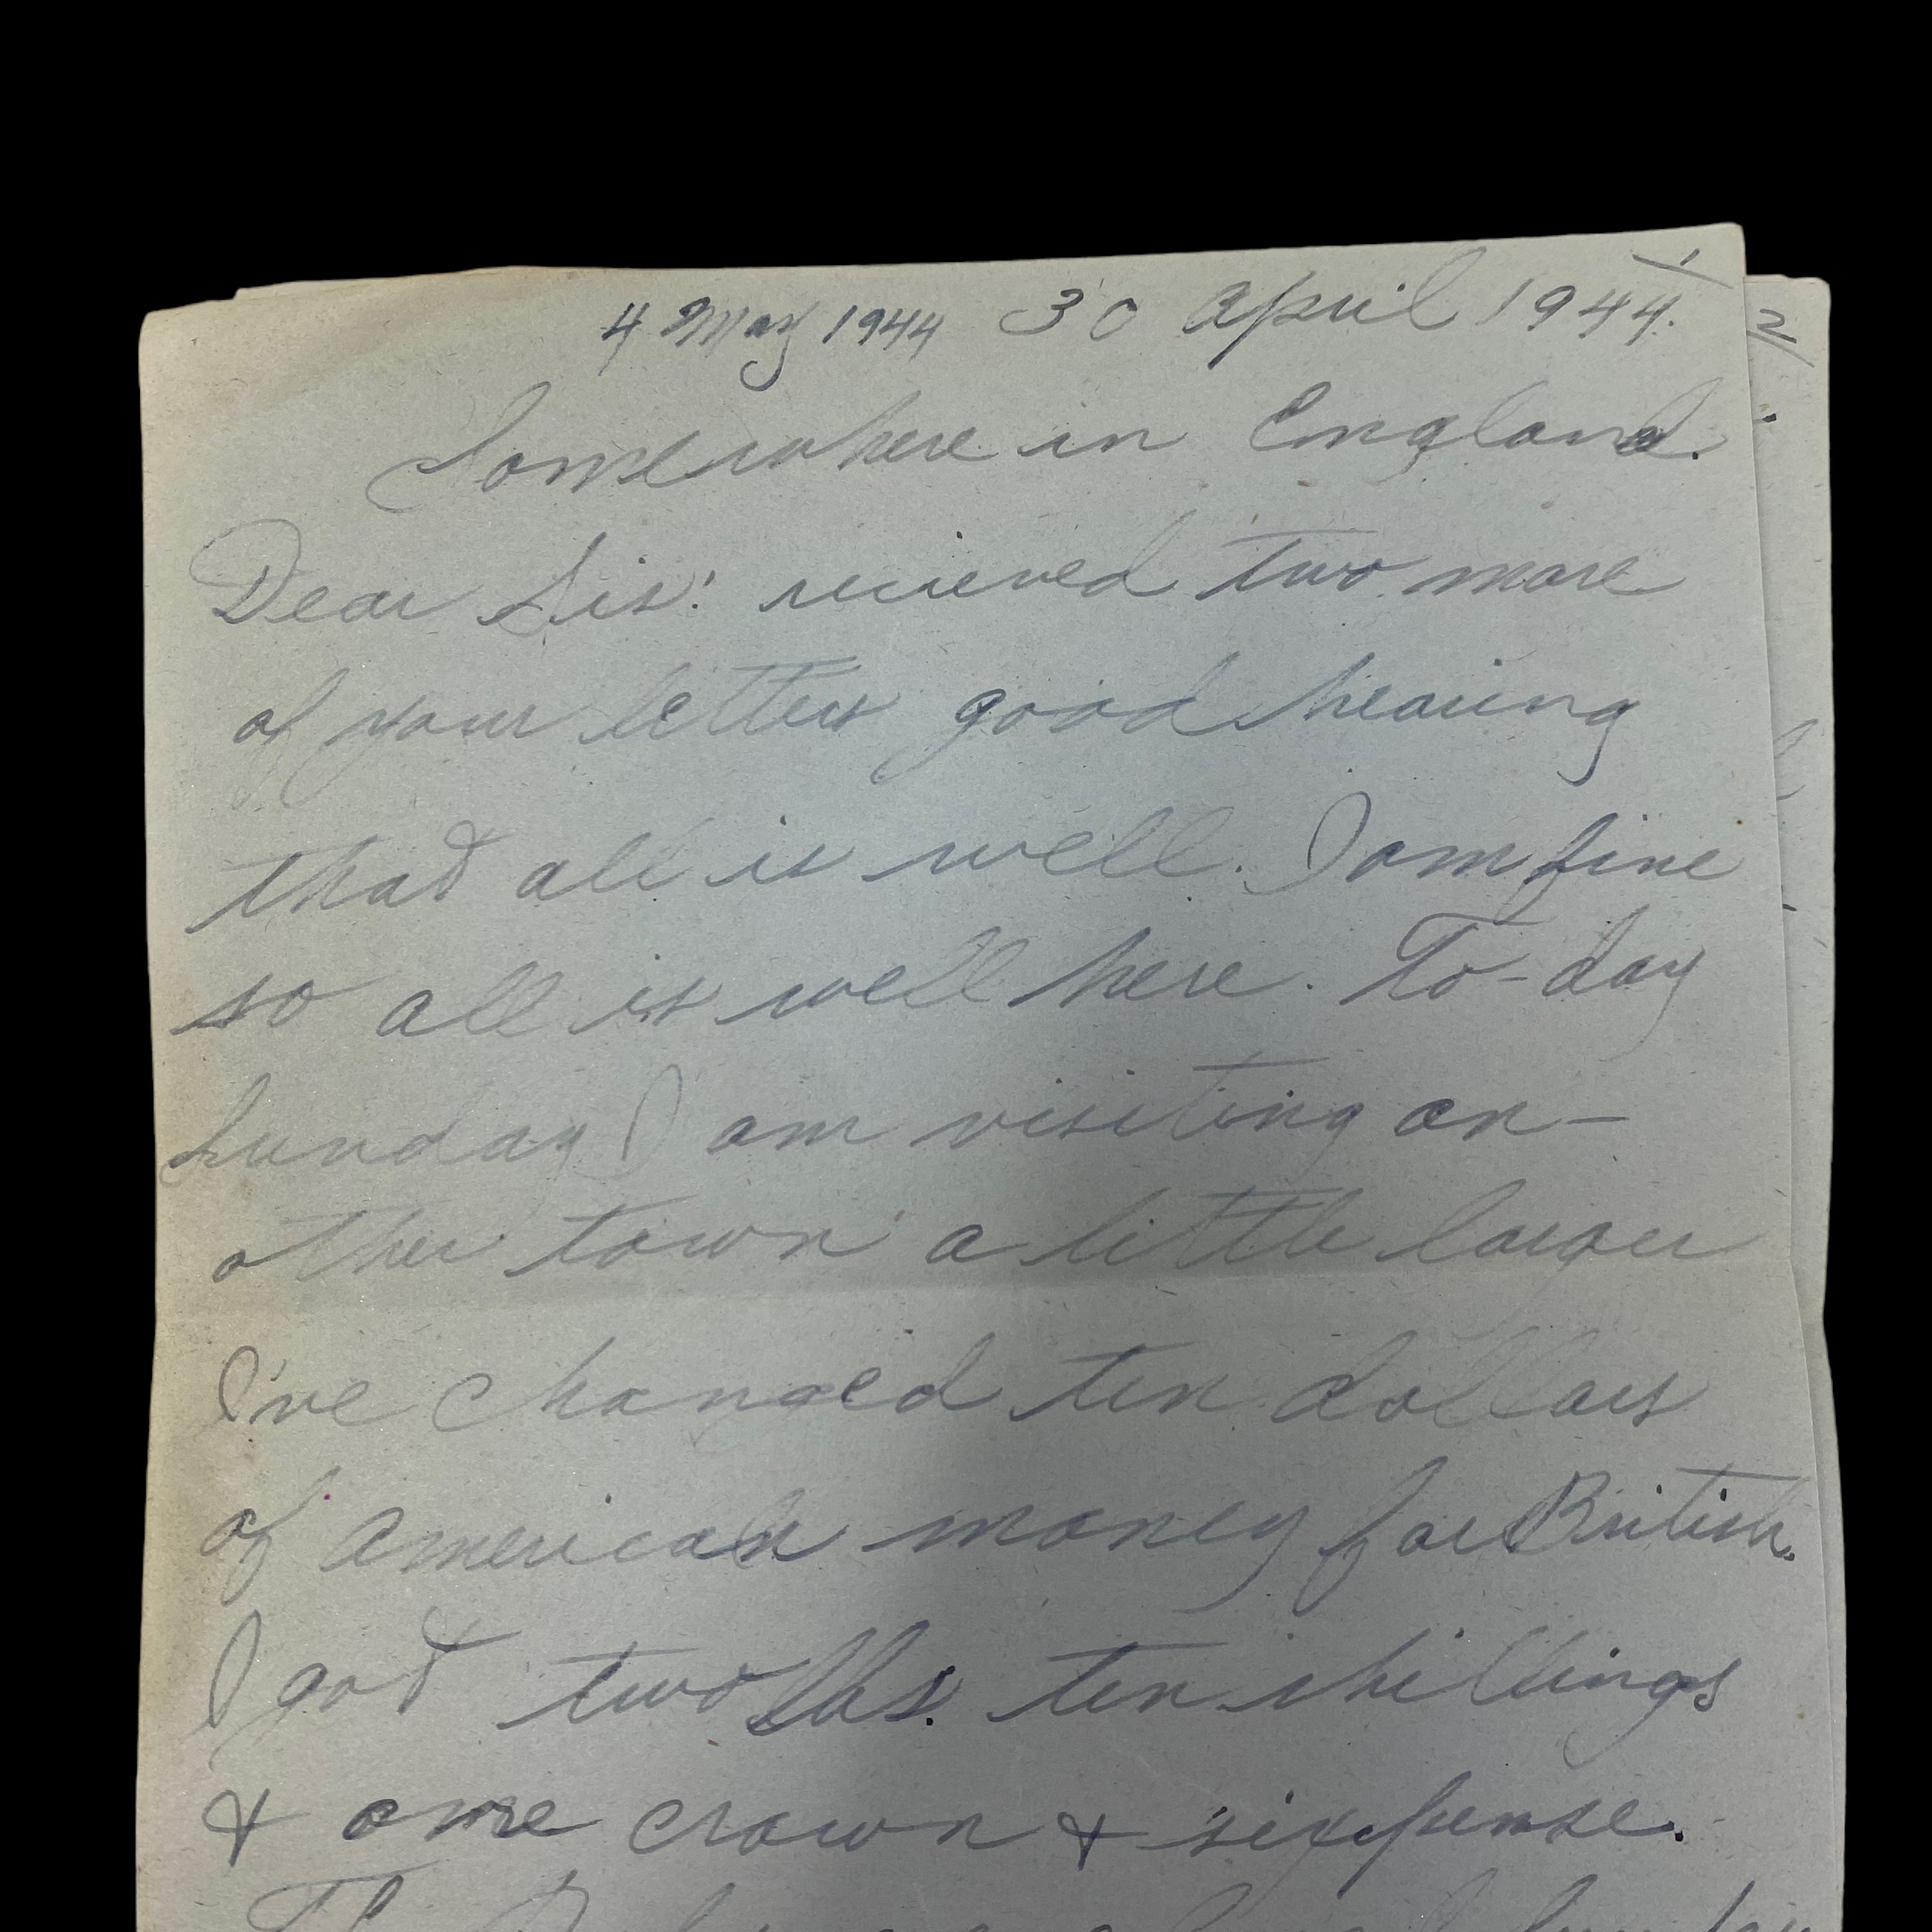 1
4 May 1944 30 April 1944.
2
Somewhere in England.
Dear Sis: recieved two more
of your letters good hearing
that all is well. I am fine
so all is well here. To-day
Sunday I am visiting an-
other town a little larger
I've changed ten dollars
of American money for British.
I got two lbs. ten shillings
& one crown & sixpense.